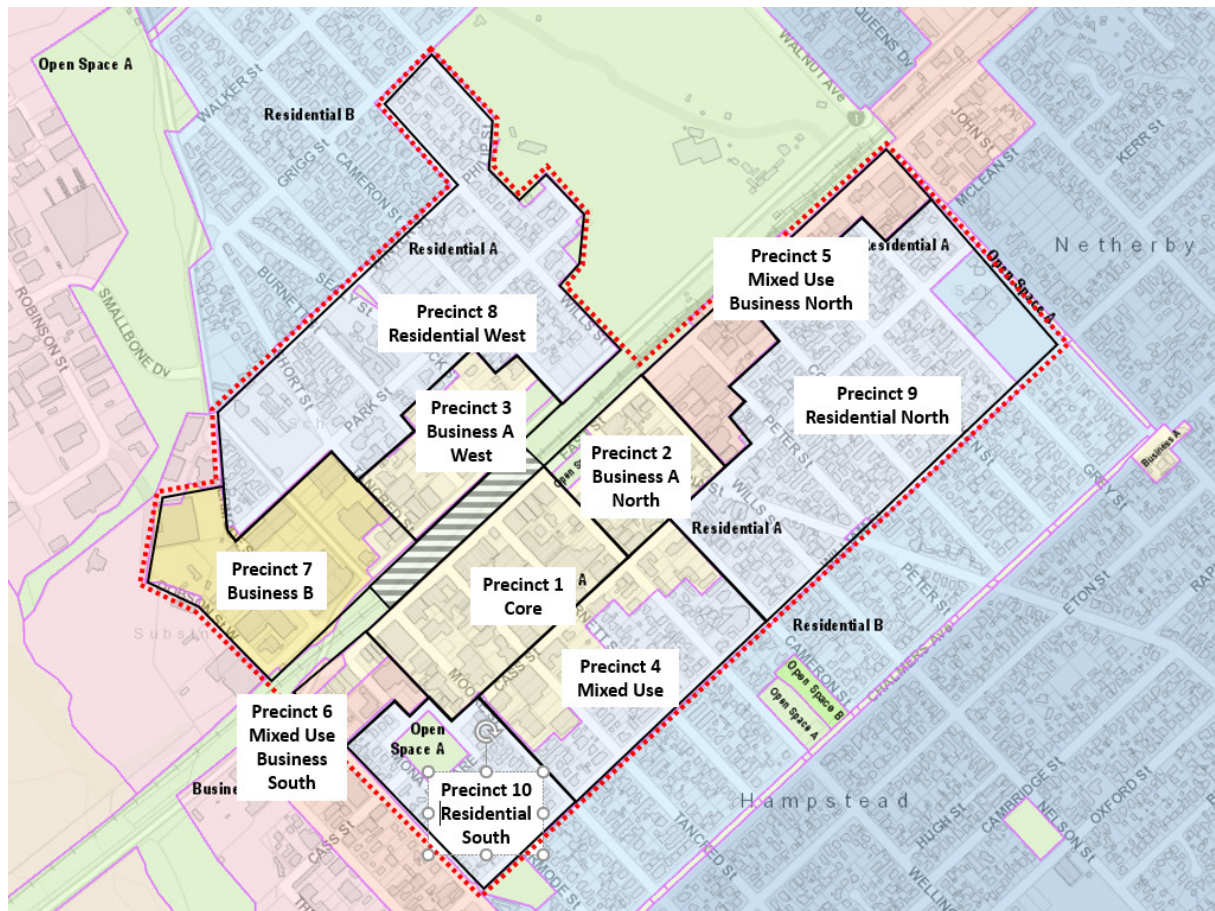 WALNUT Ave
QUEENS DV
Open Space A
WALKER St
Residential B
GRIGG St
CAMERON St
JOHN St
KERR St
MCLEAN St
PHILIP St
Netherby
Residential A
Residential A
Open Space A
Precinct 5
Mixed Use
Business North
ROBINSON St
SMALLBONE DV
BURNETT
SHORT St
PARK St
WILLS St
Precinct 8
Residential West
Precinct 9
Residential North
Precinct 3
Business A
West
Precinct 2
Business A
North
PETER St
WILLS St
GREY St
Business A
Residential A
Precinct 7
Business B
Precinct 1
Core
A
PETER St
ETON St
Residential B
CAMERON St
CHALMERS Ave
CASS St
Precinct 4
Mixed Use
Open Space B
Open Space A
Precinct 6
Mixed Use
Business
South
Open
Space A
Precinct 10
Residential
South
Hampstead
CASS St
TANCRED St
HUGH St
CAMBRIDGE St
NELSON St
OXFORD St